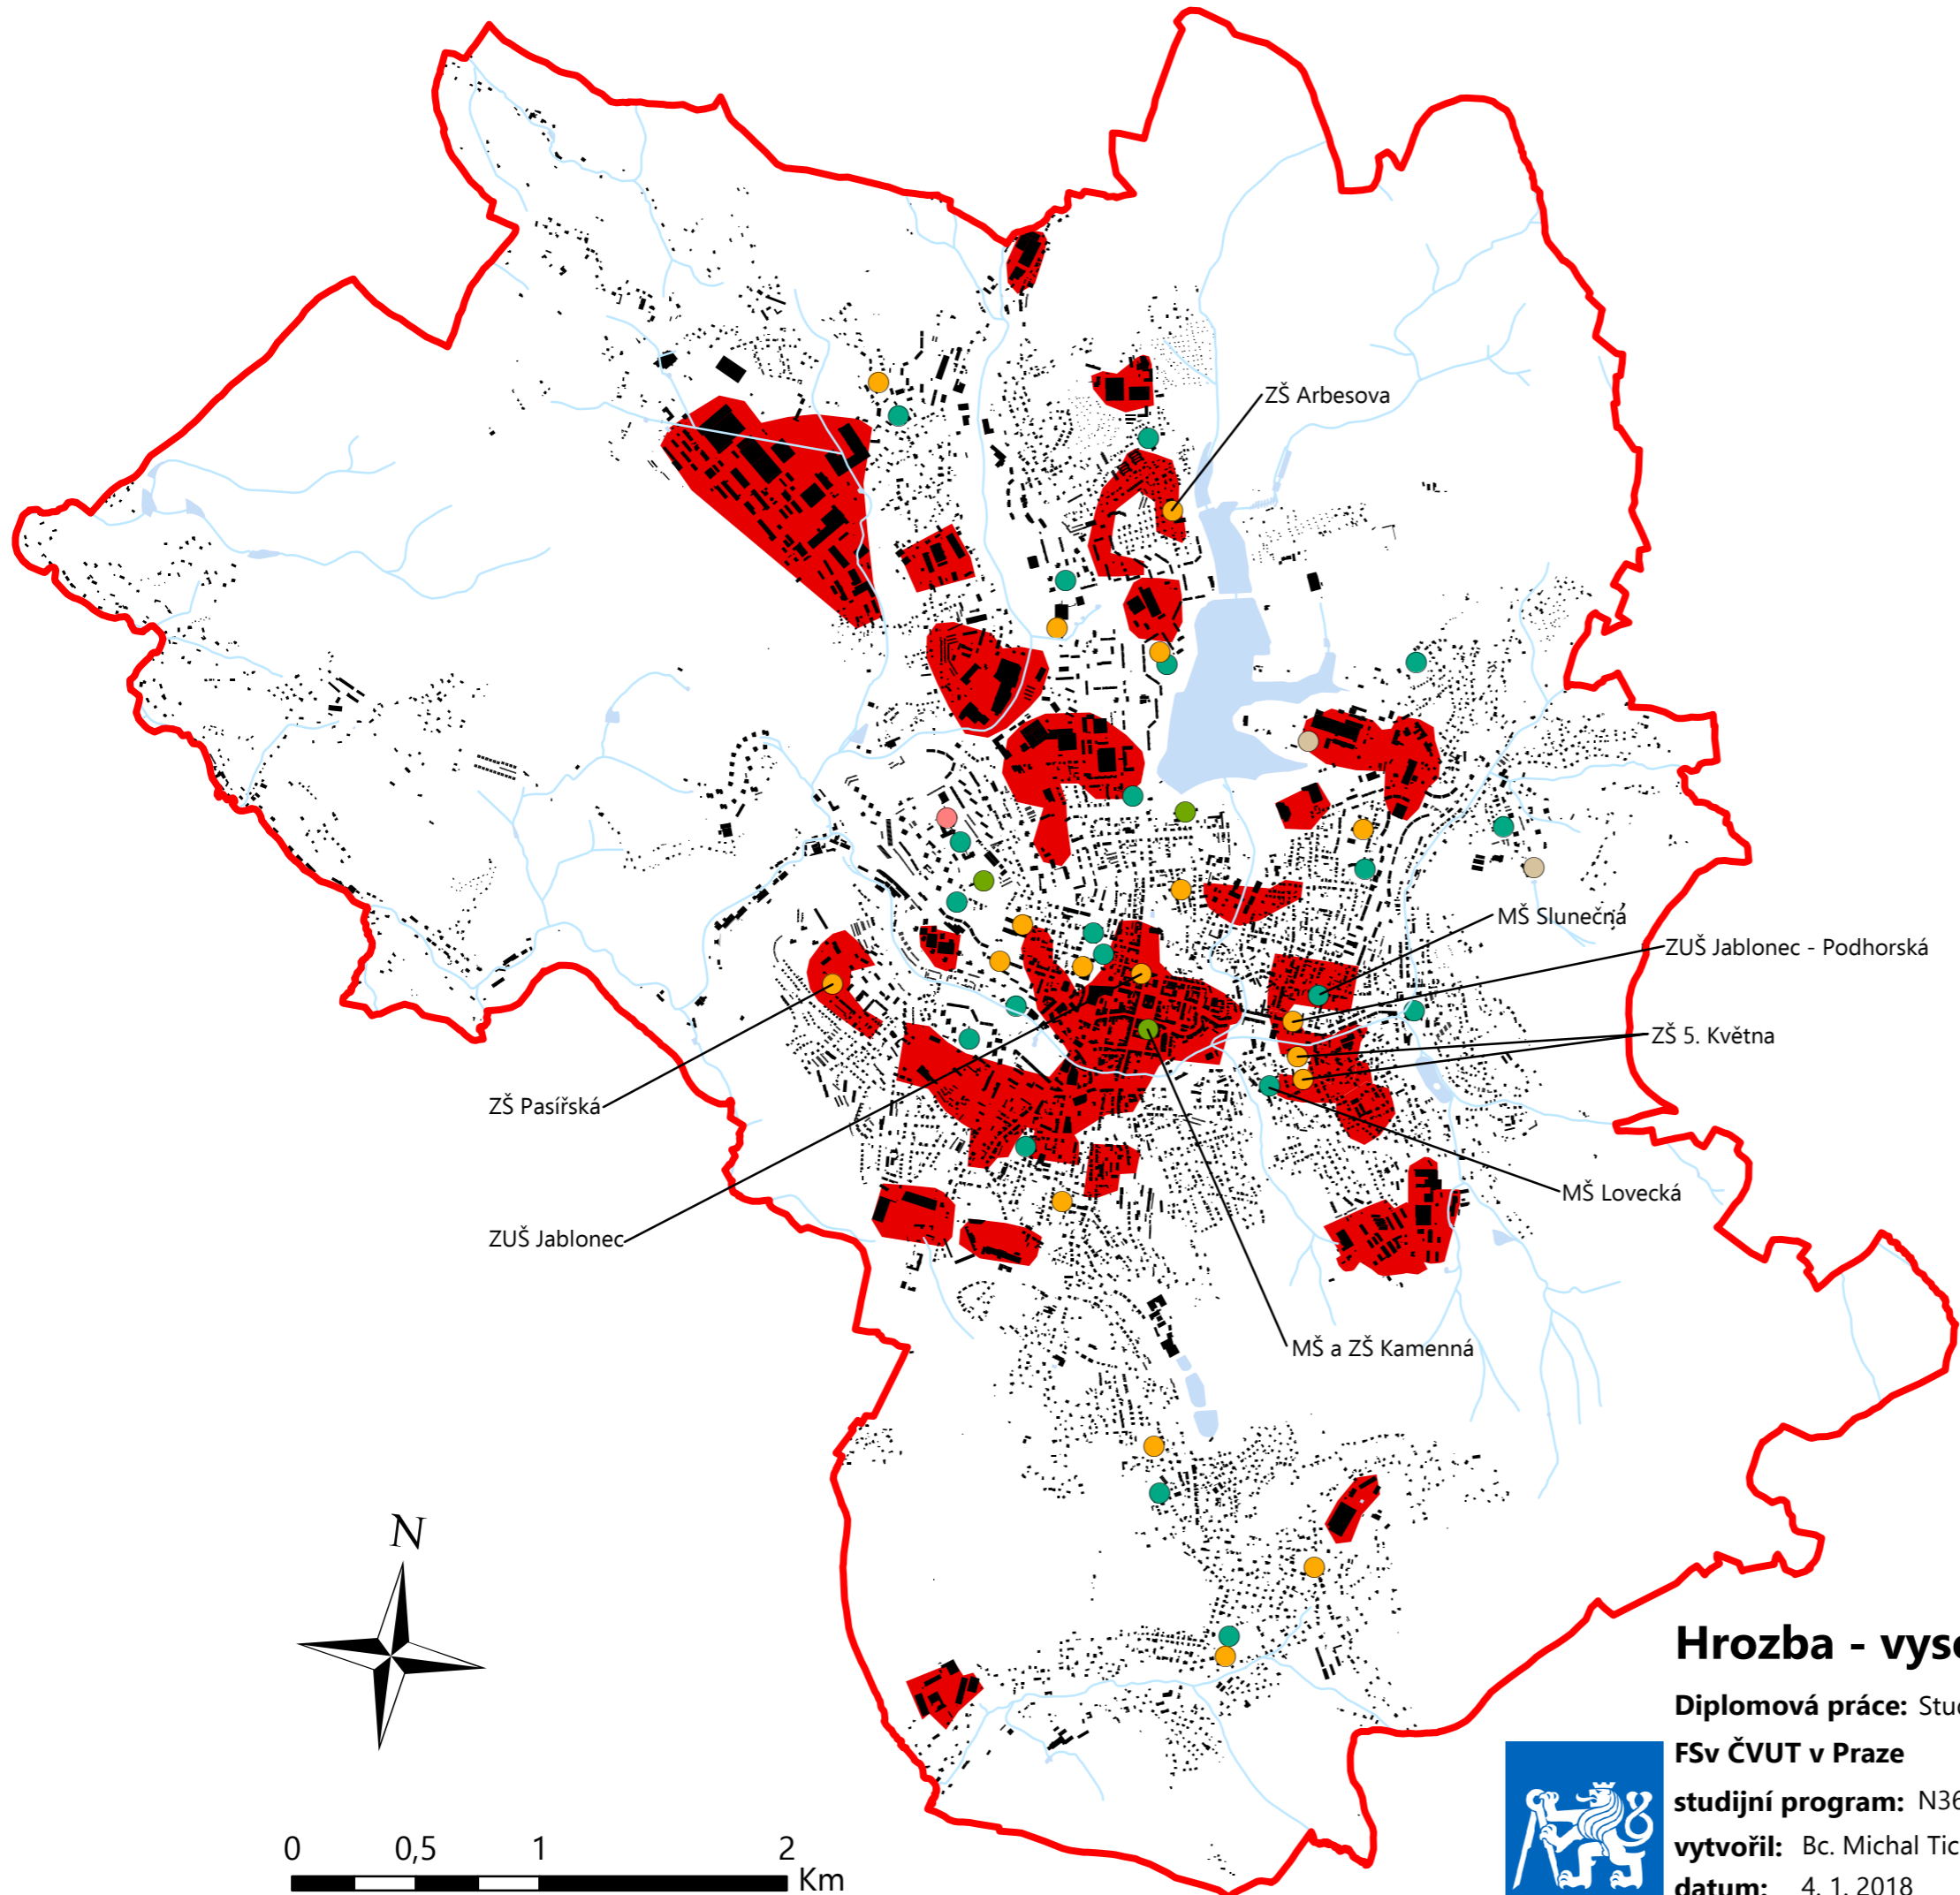 ZŠ Arbesova
MŠ Slunečná
ZUŠ Jablonec - Podhorská
ZŠ 5. Května
ZŠ Pasířská
MŠ Lovecká
ZUŠ Jablonec
MŠ a ZŠ Kamenná
N
0 0,5 1 2
Km
Hrozba - vyso
Diplomová práce: Stud
FSv ČVUT v Praze
studijní program: N36
vytvořil: Bc. Michal Tic
datum: 4. 1. 2018